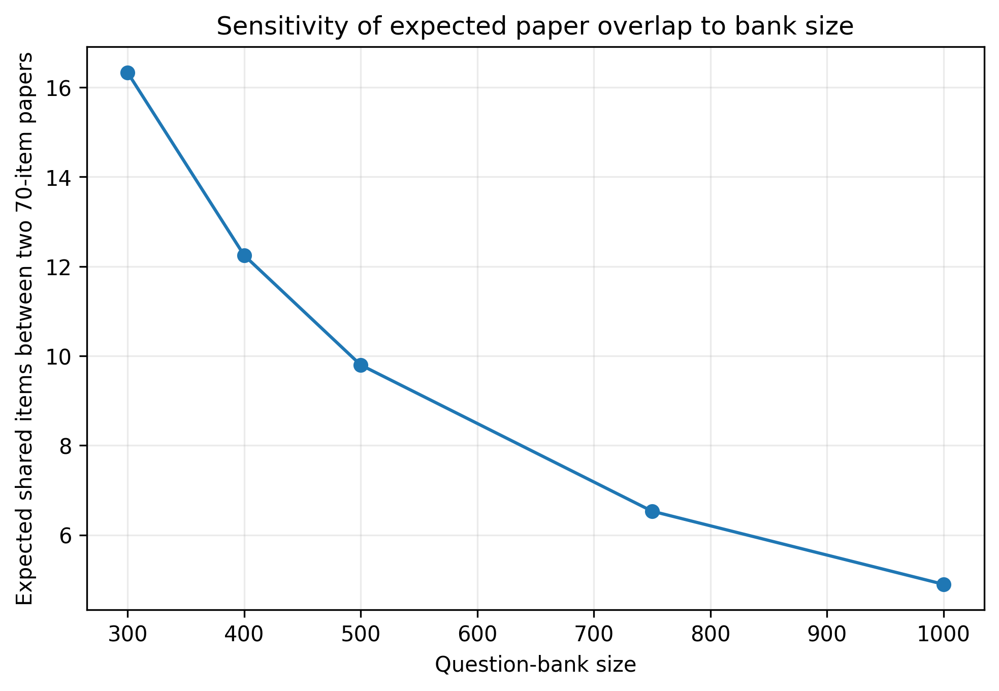 Sensitivity of expected paper overlap to bank size
Expected shared items between two 70-item papers
16
14
12
10
8
6
300 400 500 600 700 800 900 1000
Question-bank size